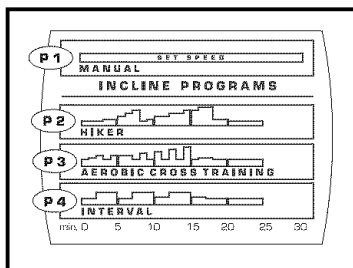 P1
SET SPEED
MANUAL
INCLINE PROGRAMS
P2
HIKER
P3
AEROBIC CROSS TRAINING
P4
INTERVAL
min. 0 5 10 15 20 25 30